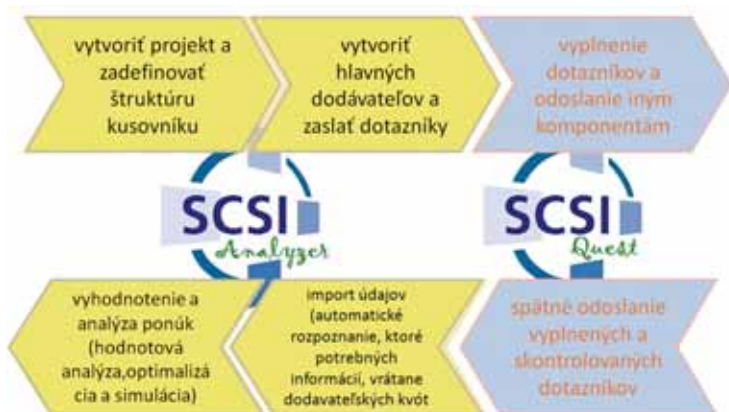 vytvoriť projekt a
zadefinovať
štruktúru
kusovníku
vytvoriť
hlavných
dodávateľov a
zaslať dotazníky
vyplnenie
dotazníkov a
odoslanie iným
komponentám
SCSI
Analyzer
SCSI
Quest
vyhodnotenie a
analýza ponúk
(hodnotová
analýza,optimalizá
cia a simulácia)
import údajov
(automatické
rozpoznanie, ktoré
potrebných
informácií, vrátane
dodavateľských kvót
spätné odoslanie
vyplnených a
skontrolovaných
dotazníkov